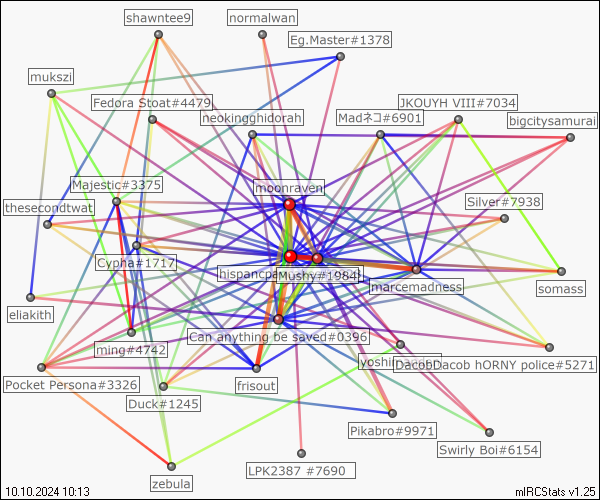 shawntee9
normalwan
Eg.Master#1378
mukszi
Fedora Stoat#4479
neokingghidorah
Madネコ#6901
JKOUYH VIII#7034
bigcitysamurai
Majestic#3375
moonraven
Silver#7938
thesecondtwat
Cypha#1717
hispancpa
Mushy#1984
marcemadness
somass
eliakith
Can anything be saved#0396
ming#4742
yoshi
DacobDacob hORNY police#5271
Pocket Persona#3326
frisout
Duck#1245
Pikabro#9971
Swirly Boi#6154
zebula
LPK2387 #7690
10.10.2024 10:13
mIRCStats v1.25